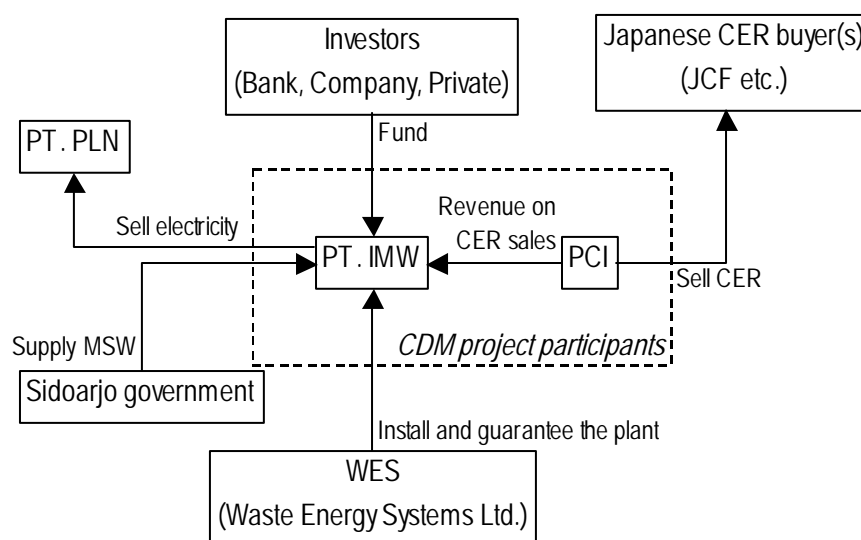 Investors
(Bank, Company, Private)
Japanese CER buyer(s)
(JCF etc.)
PT. PLN
Fund
Sell electricity
Revenue on
CER sales
PT. IMW
PCI
Sell CER
Supply MSW
CDM project participants
Sidoarjo government
Install and guarantee the plant
WES
(Waste Energy Systems Ltd.)